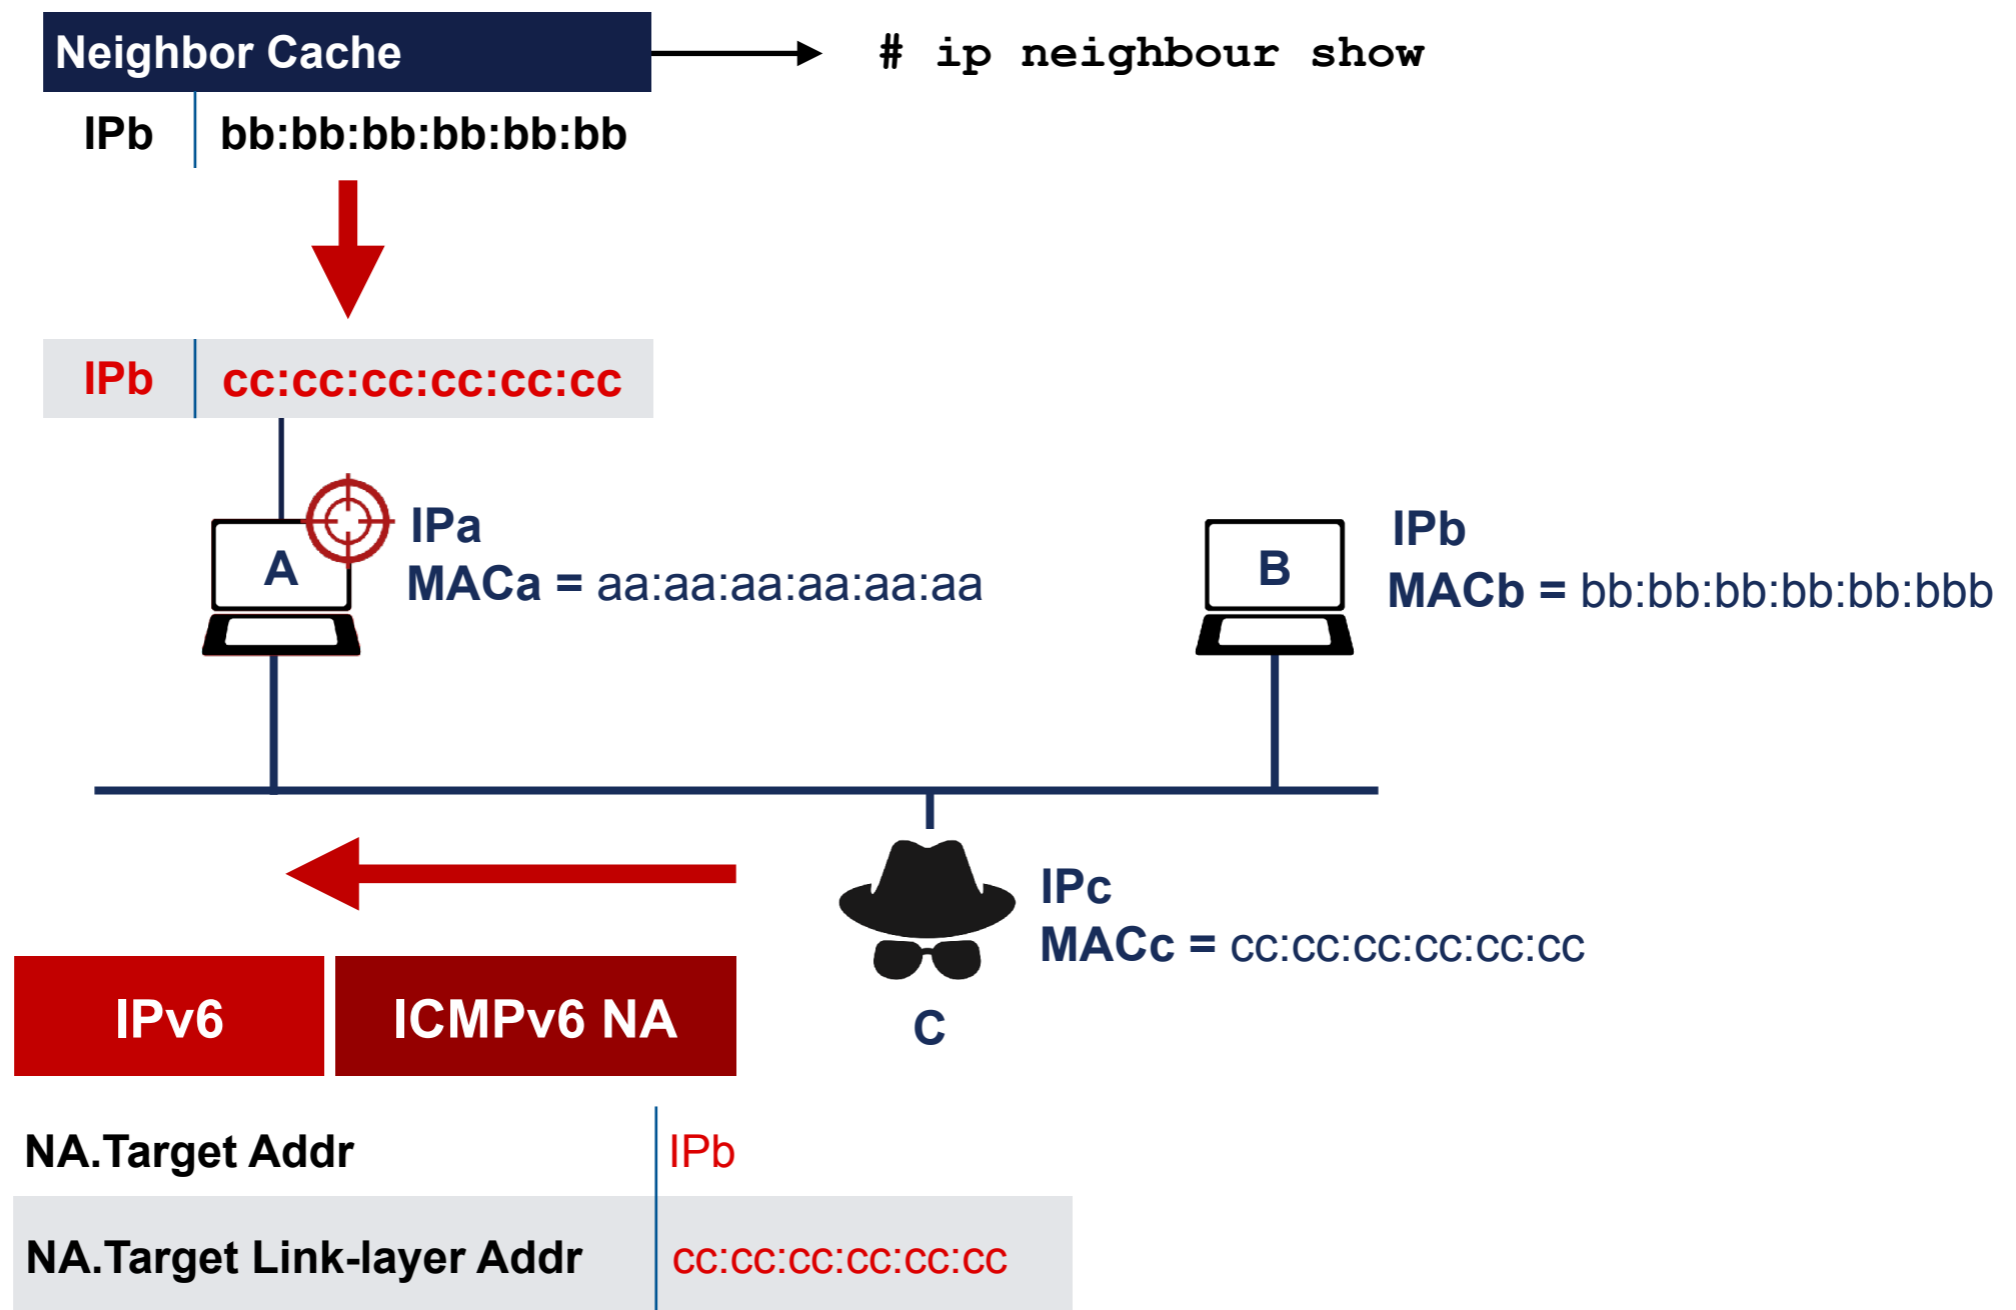 Neighbor Cache
# ip neighbour show
IPb bb:bb:bb:bb:bb:bb
IPb cc:cc:cc:cc:cc:cc
A
IPa
MACa = aa:aa:aa:aa:aa:aa
B
IPb
MACb = bb:bb:bb:bb:bb:bbb
IPc
MACc = cc:cc:cc:cc:cc:cc
C
IPv6
ICMPv6 NA
NA.Target Addr IPb
NA.Target Link-layer Addr cc:cc:cc:cc:cc:cc